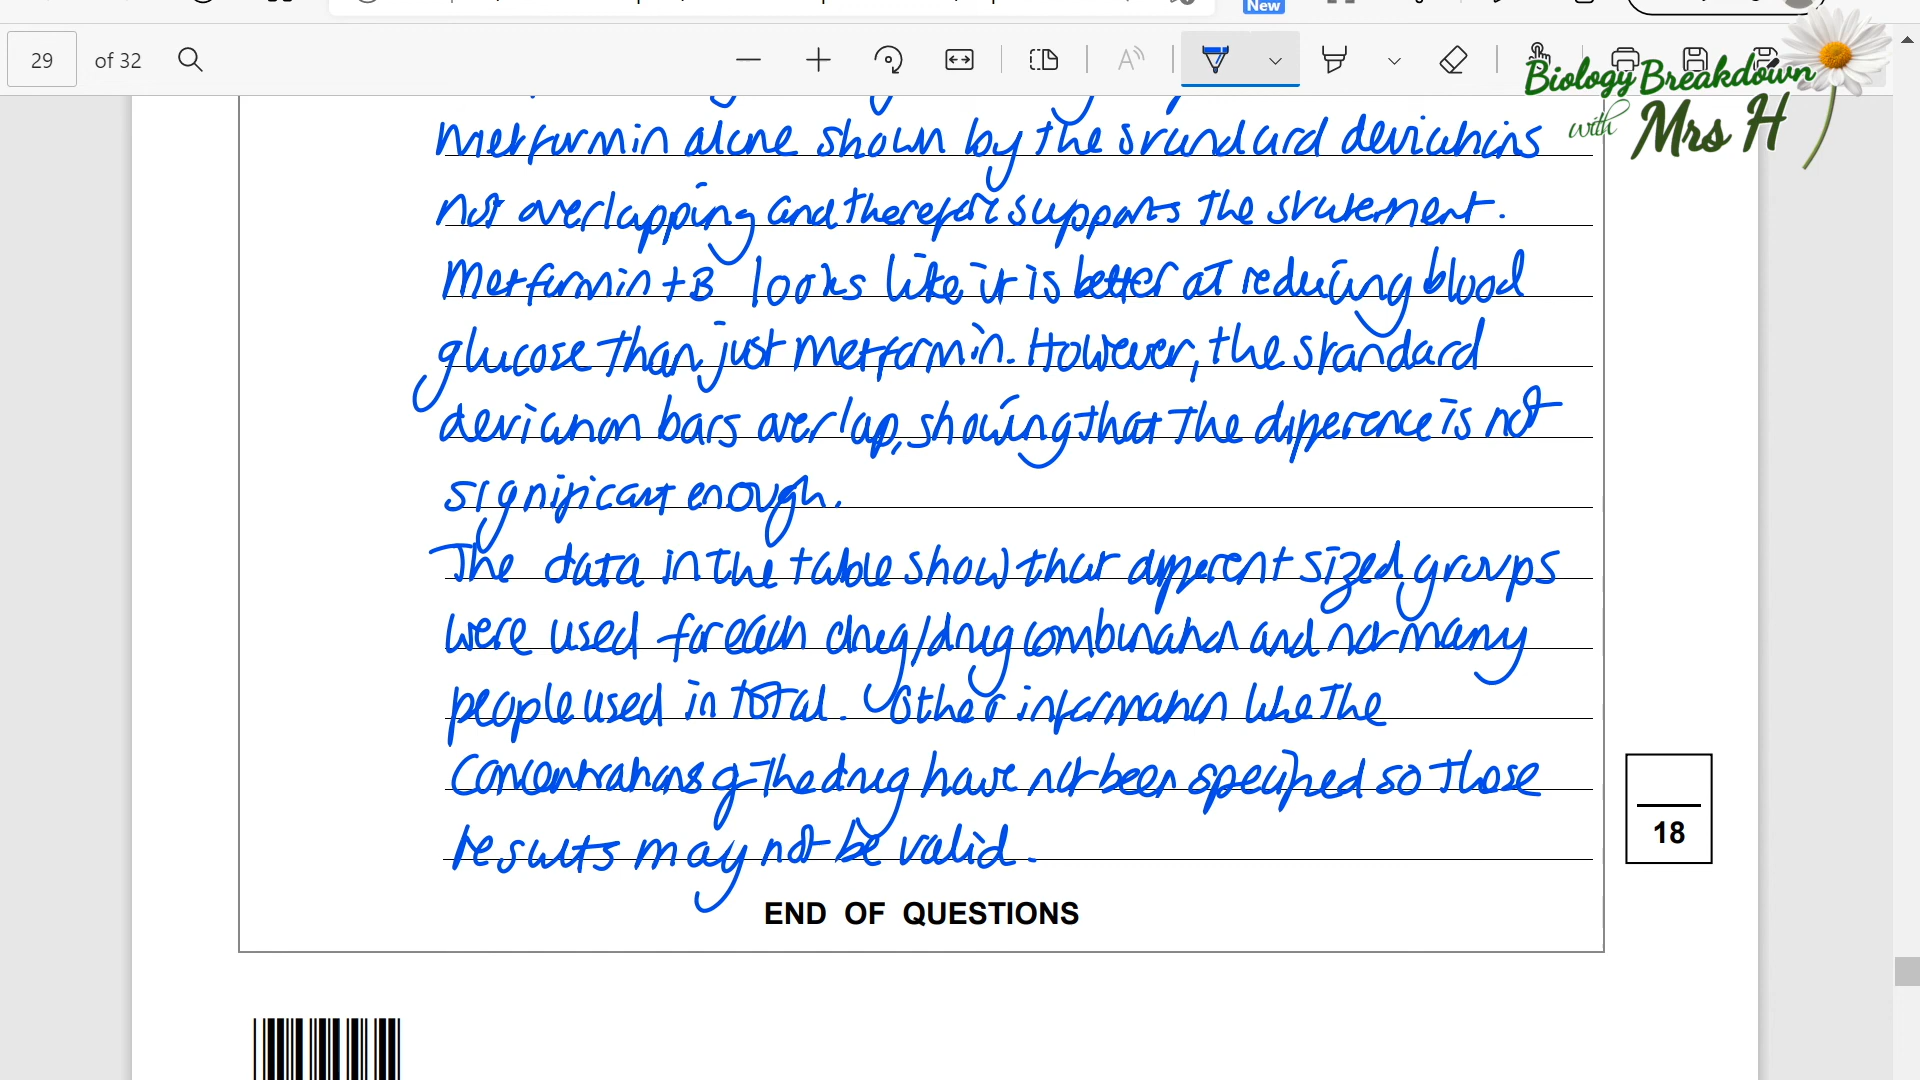 New
29 of 32
Biology Breakdown
with Mrs H
metformin alone shown by the standard deviations
not overlapping and therefore supports the statement.
Metformin + B looks like it is better at reducing blood
glucose than just metformin. However, the standard
deviation bars overlap, showing that the difference is not
significant enough.
The data in the table show that different sized groups
were used for each drug/drug combination and not many
people used in total. Other information like the
concentrations of the drug have not been specified so those
results may not be valid.
18
END OF QUESTIONS